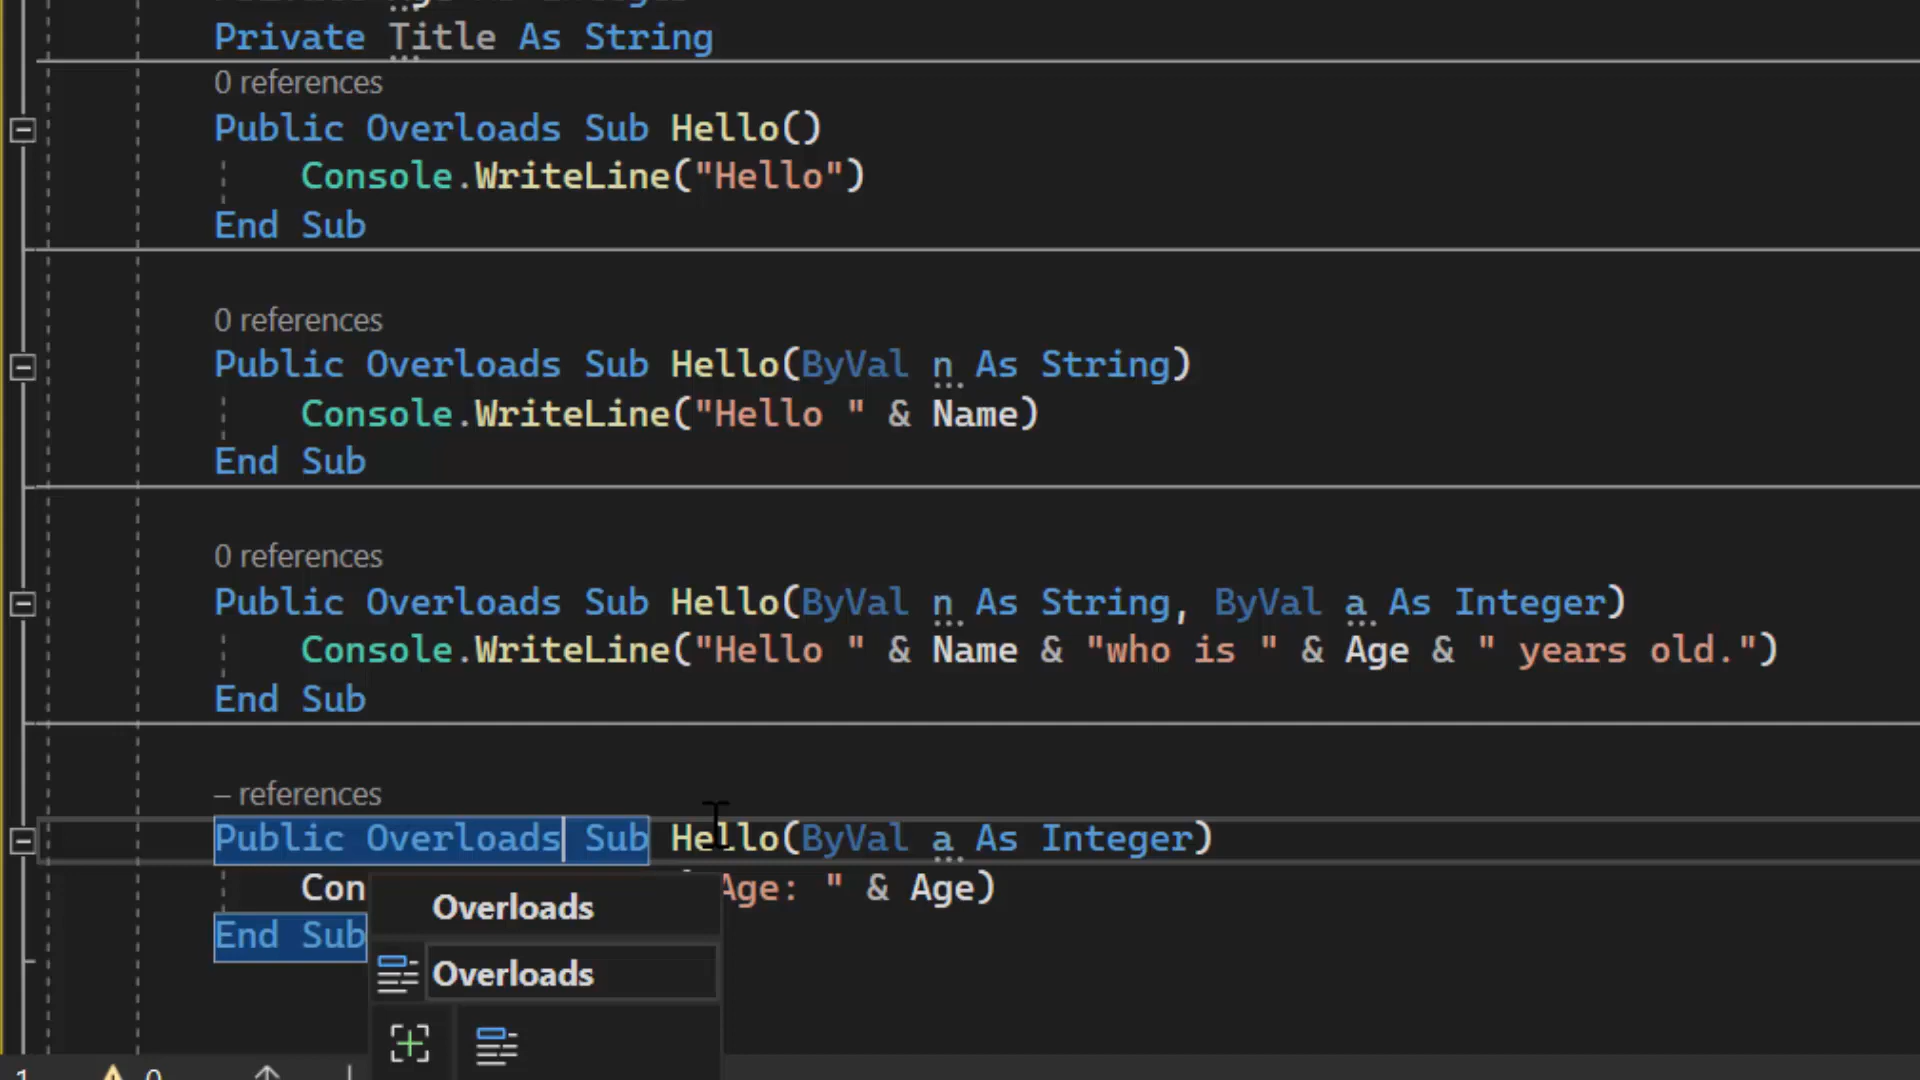 Private Title As String
0 references
Public Overloads Sub Hello()
Console.WriteLine("Hello")
End Sub
0 references
Public Overloads Sub Hello(ByVal n As String)
Console.WriteLine("Hello " & Name)
End Sub
0 references
Public Overloads Sub Hello(ByVal n As String, ByVal a As Integer)
Console.WriteLine("Hello " & Name & "who is " & Age & " years old.")
End Sub
– references
Public Overloads Sub Hello(ByVal a As Integer)
Con Age: " & Age)
End Sub
Overloads
Overloads